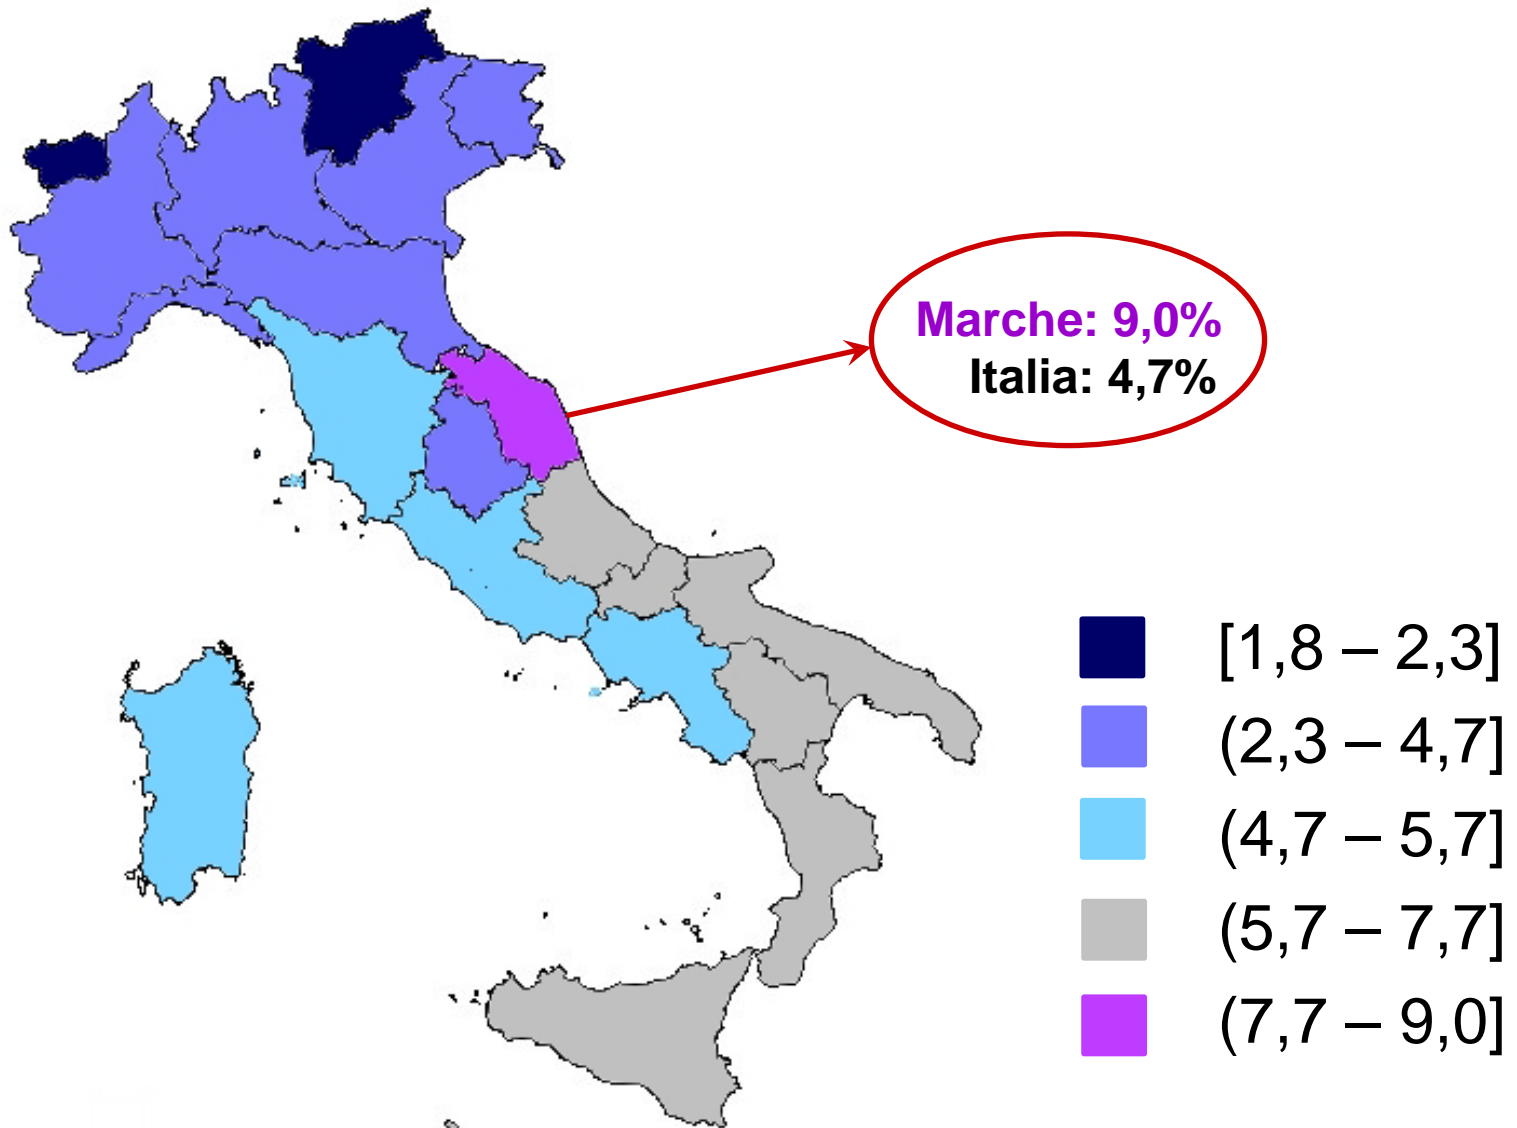 Marche: 9,0%
Italia: 4,7%
[1,8 – 2,3]
(2,3 – 4,7]
(4,7 – 5,7]
(5,7 – 7,7]
(7,7 – 9,0]